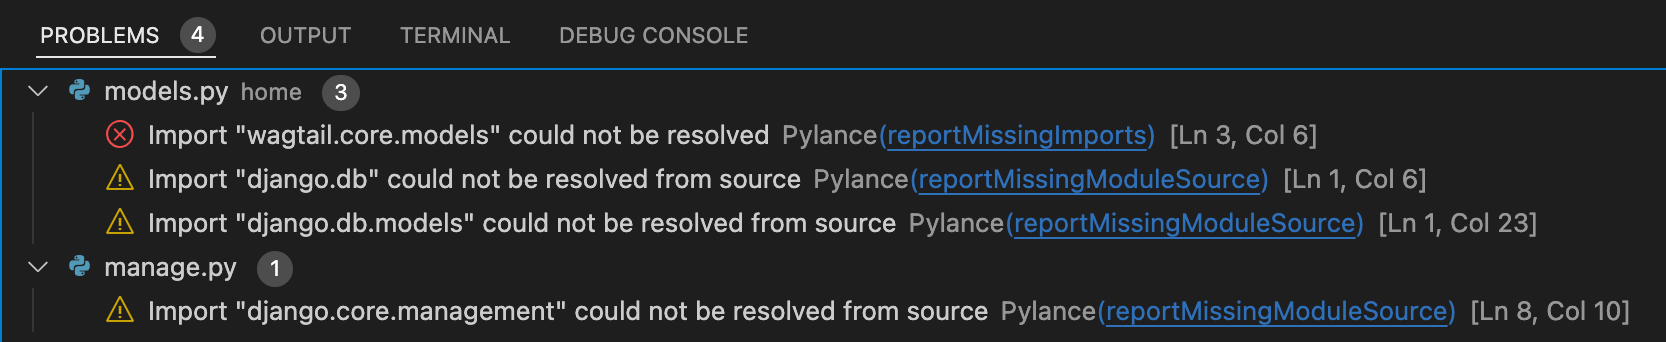 PROBLEMS 4 OUTPUT TERMINAL DEBUG CONSOLE
models.py home 3
Import "wagtail.core.models" could not be resolved Pylance(reportMissingImports) [Ln 3, Col 6]
Import "django.db" could not be resolved from source Pylance(reportMissingModuleSource) [Ln 1, Col 6]
Import "django.db.models" could not be resolved from source Pylance(reportMissingModuleSource) [Ln 1, Col 23]
manage.py 1
Import "django.core.management" could not be resolved from source Pylance(reportMissingModuleSource) [Ln 8, Col 10]